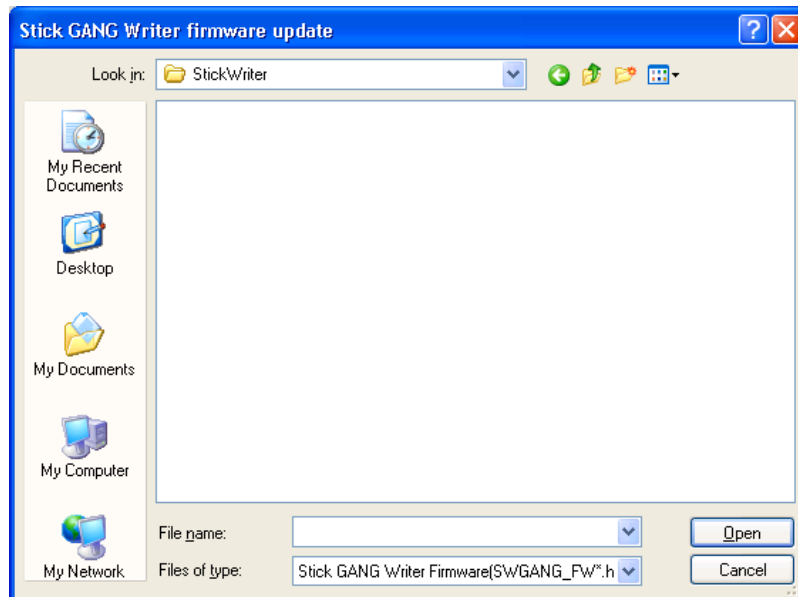 Stick GANG Writer firmware update
Look in: StickWriter
My Recent
Documents
Desktop
My Documents
My Computer
My Network
File name:
Open
Files of type: Stick GANG Writer Firmware(SWGANG_FW*.h
Cancel